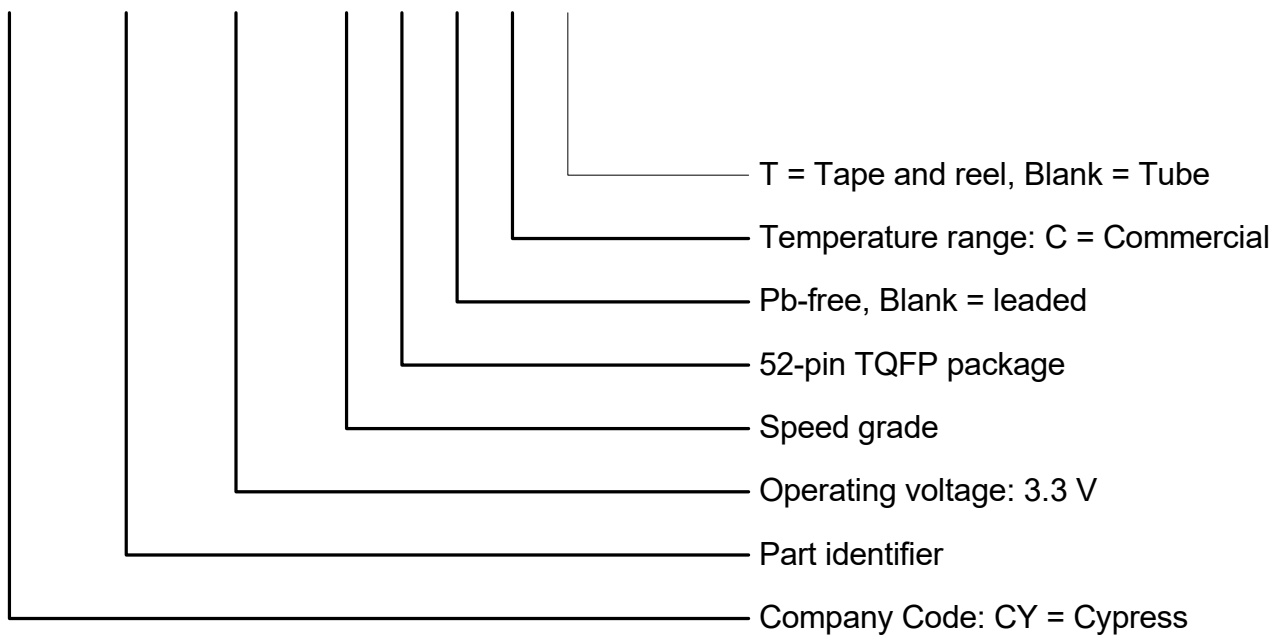 T = Tape and reel, Blank = Tube
Temperature range: C = Commercial
Pb-free, Blank = leaded
52-pin TQFP package
Speed grade
Operating voltage: 3.3 V
Part identifier
Company Code: CY = Cypress